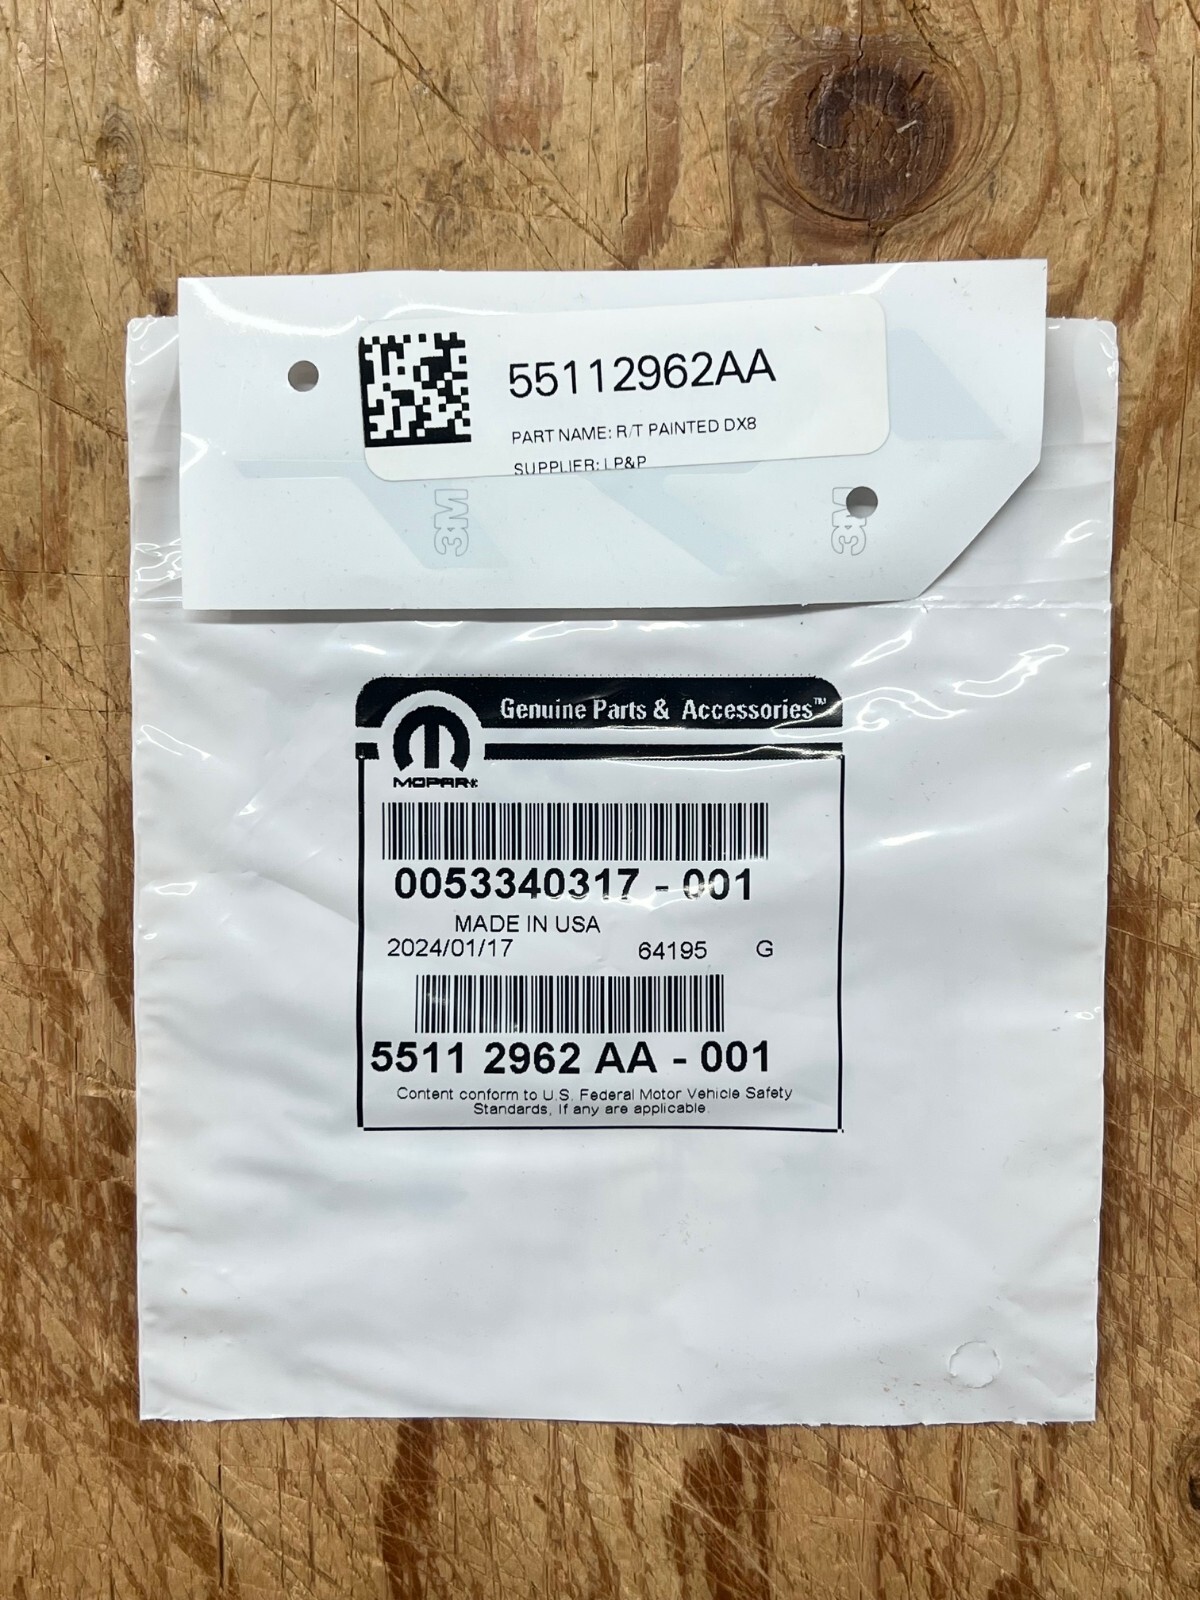 55112962AA
PART NAME: R/T PAINTED DX8
SUPPLIER: LP&P
3M
3M
Genuine Parts & Accessories™
MOPAR
0053340317 - 001
MADE IN USA
2024/01/17 64195 G
5511 2962 AA - 001
Content conform to U.S. Federal Motor Vehicle Safety
Standards, If any are applicable.